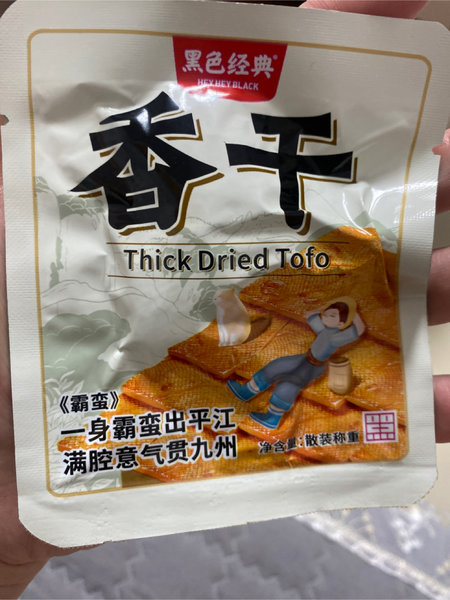 黑色经典
HEY HEY BLACK
香干
Thick Dried Tofo
《霸蛮》
一身霸蛮出平江
满腔意气贯九州
净含量:散装称重